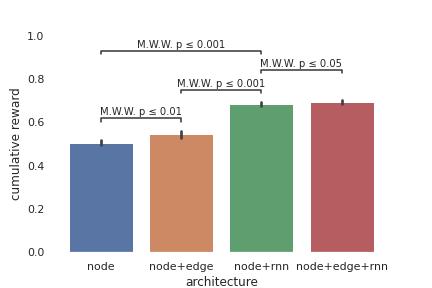 1.0
M.W.W. p ≤ 0.001
M.W.W. p ≤ 0.05
0.8
M.W.W. p ≤ 0.001
M.W.W. p ≤ 0.01
0.6
0.4
0.2
0.0
cumulative reward
node node+edge node+rnn node+edge+rnn
architecture